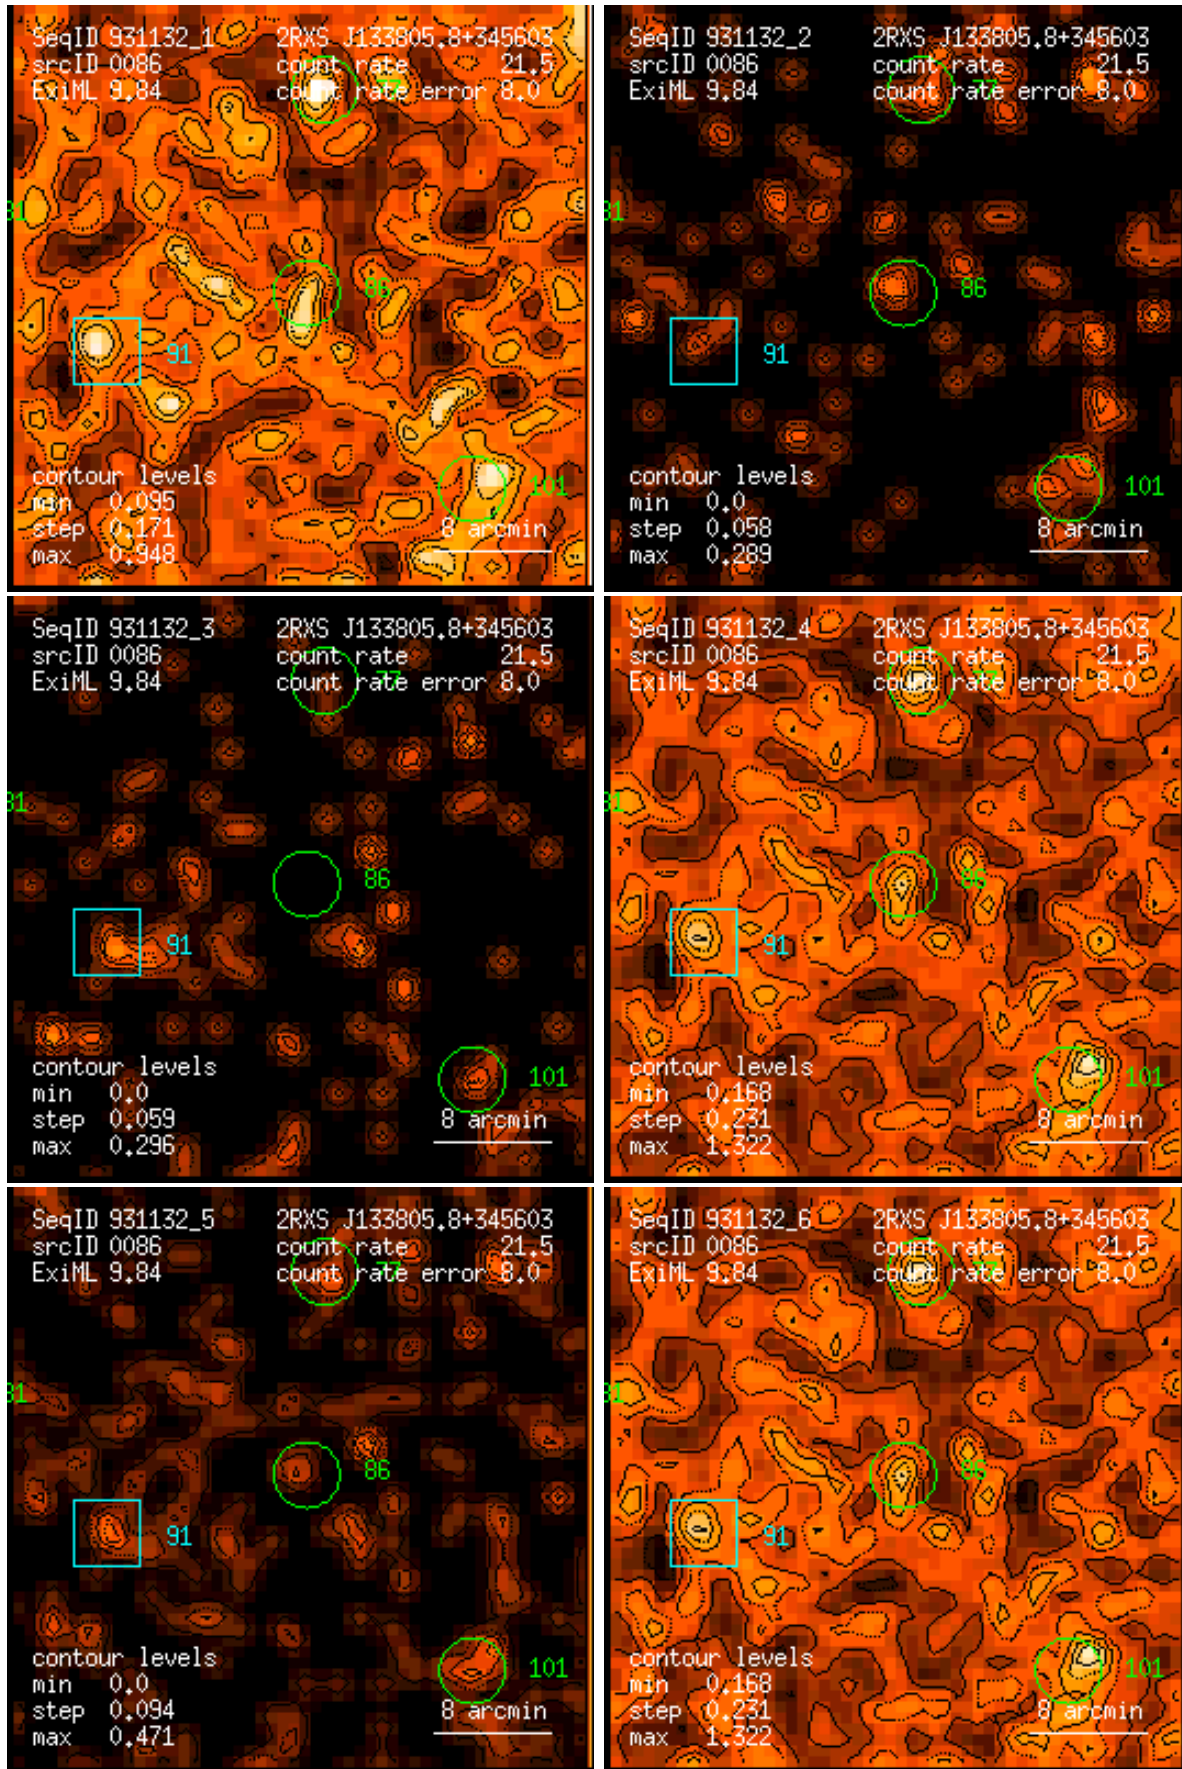 SeqID 931132_1 2RXS J133805.8+345603
srcID 0086 count rate 21.5
ExiML 9.84 count rate error 8.0
77
31
86
91
contour levels
min 0.095 101
step 0.171 8 arcmin
max 0.948
SeqID 931132_2 2RXS J133805.8+345603
srcID 0086 count rate 21.5
ExiML 9.84 count rate error 8.0
77
31
86
91
contour levels
min 0.0 101
step 0.058 8 arcmin
max 0.289
SeqID 931132_3 2RXS J133805.8+345603
srcID 0086 count rate 21.5
ExiML 9.84 count rate error 8.0
77
31
86
91
contour levels
min 0.0 101
step 0.059 8 arcmin
max 0.296
SeqID 931132_4 2RXS J133805.8+345603
srcID 0086 count rate 21.5
ExiML 9.84 count rate error 8.0
77
31
86
91
contour levels
min 0.168 101
step 0.231 8 arcmin
max 1.322
SeqID 931132_5 2RXS J133805.8+345603
srcID 0086 count rate 21.5
ExiML 9.84 count rate error 8.0
77
31
86
91
contour levels
min 0.0 101
step 0.094 8 arcmin
max 0.471
SeqID 931132_6 2RXS J133805.8+345603
srcID 0086 count rate 21.5
ExiML 9.84 count rate error 8.0
77
31
86
91
contour levels
min 0.168 101
step 0.231 8 arcmin
max 1.322